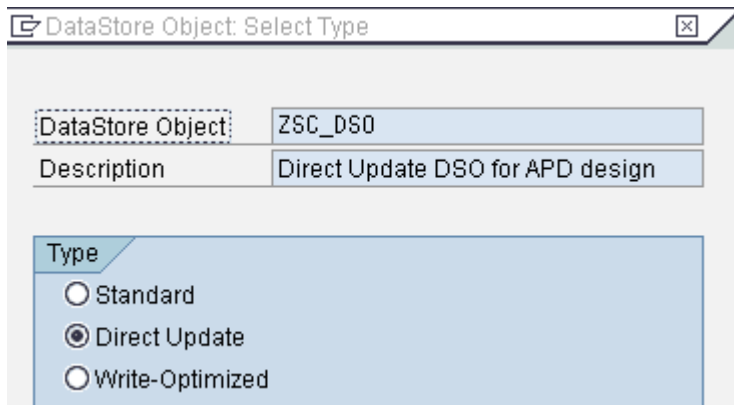 DataStore Object: Select Type
DataStore Object: ZSC_DSO
Description Direct Update DSO for APD design
Type
Standard
Direct Update
Write-Optimized